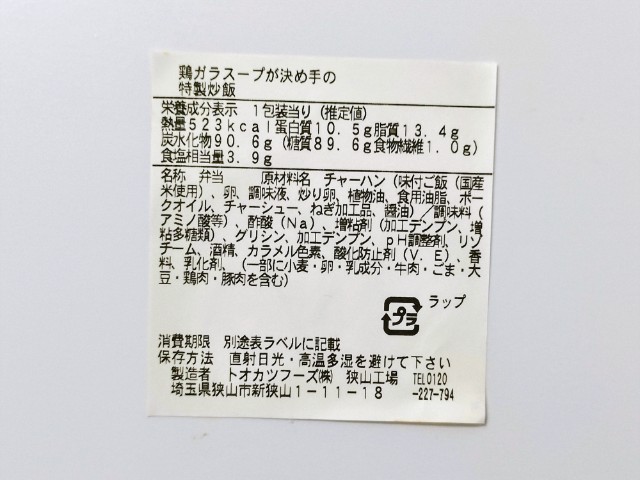 鶏ガラスープが決め手の
特製炒飯
栄養成分表示 1包装当り(推定値)
熱量523kcal蛋白質10.5g脂質13.4g
炭水化物90.6g(糖質89.6g食物繊維1.0g)
食塩相当量3.9g
名称 弁当 原材料名 チャーハン(味付ご飯(国産
米使用)、卵、調味液、炒り卵、植物油、食用油脂、ポー
クオイル、チャーシュー、ねぎ加工品、醤油)/調味料(
アミノ酸等)、酢酸(Na)、増粘剤(加工デンプン、増
粘多糖類)、グリシン、加工デンプン、pH調整剤、リゾ
チーム、酒精、カラメル色素、酸化防止剤(V.E)、香
料、乳化剤、(一部に小麦・卵・乳成分・牛肉・ごま・大
豆・鶏肉・豚肉を含む)
プラ ラップ
消費期限 別途表ラベルに記載
保存方法 直射日光・高温多湿を避けて下さい
製造者 トオカツフーズ㈱ 狭山工場 TEL0120
埼玉県狭山市新狭山1-11-18 -227-794